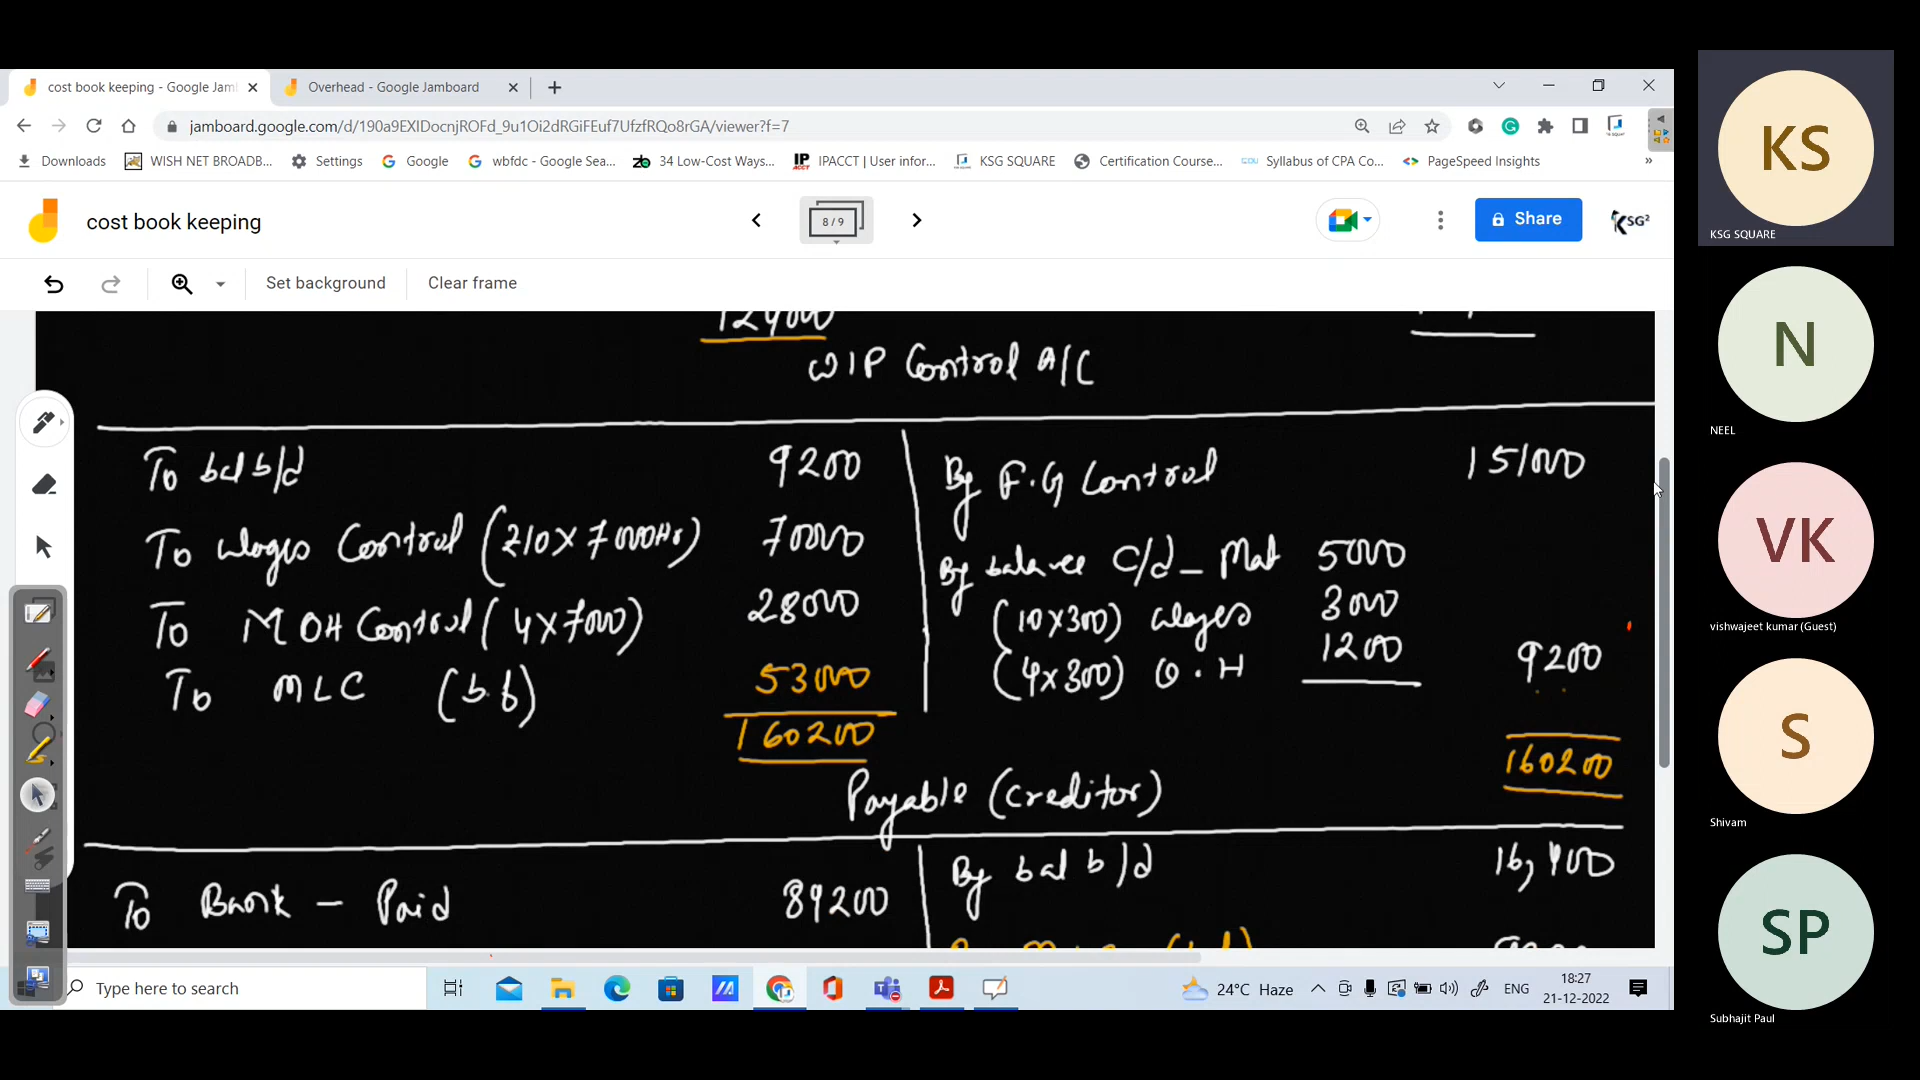 cost book keeping - Google Jam
Overhead - Google Jamboard
jamboard.google.com/d/190a9EXIDocnjROFd_9u1Oi2dRGiFEuf7UfzfRQo8rGA/viewer?f=7
Downloads
WISH NET BROADB...
Settings
Google
wbfdc - Google Sea...
34 Low-Cost Ways...
IPACCT | User infor...
KSG SQUARE
Certification Course...
Syllabus of CPA Co...
PageSpeed Insights
cost book keeping
8 / 9
Share
KSG²
Set background
Clear frame
124000
WIP Control A/C
To bal b/d 9200 By F.G Control 151000
To Wages Control (210 x 7000Hr) 70000 By balance C/d - Mat 5000
To MOH Control (4x7000) 28000 (10x300) Wages 3000
To MLC (b.f) 53000 (4x300) O.H 1200 9200
160200 160200
Payable (Creditor)
To Bank - Paid 89200 By bal b/d 16,400
Type here to search
24°C Haze
ENG
18:27
21-12-2022
KS
KSG SQUARE
N
NEEL
VK
vishwajeet kumar (Guest)
S
Shivam
SP
Subhajit Paul